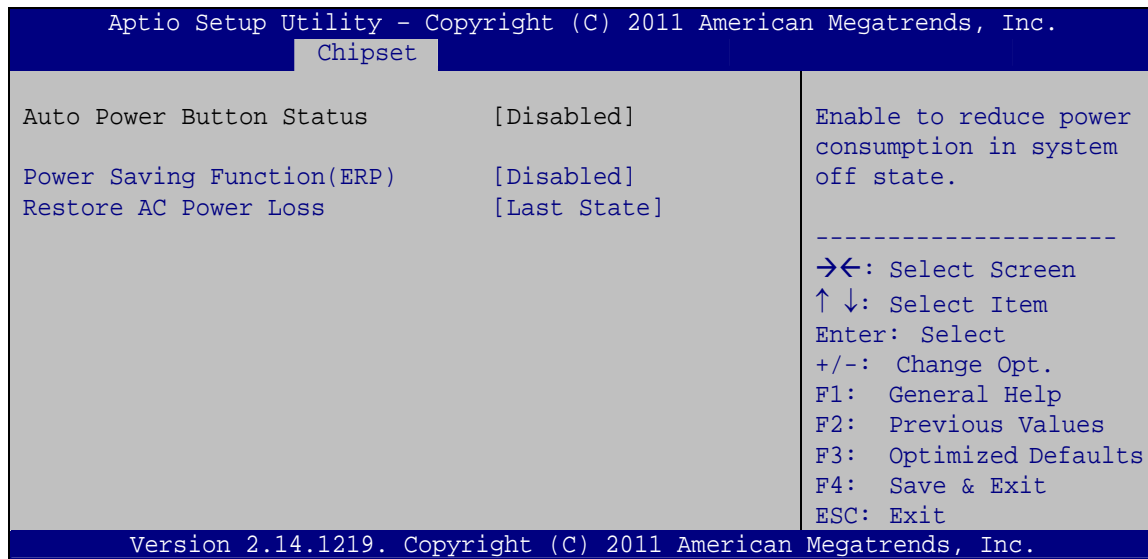 Aptio Setup Utility – Copyright (C) 2011 American Megatrends, Inc.
Chipset
Auto Power Button Status [Disabled]
Power Saving Function(ERP) [Disabled]
Restore AC Power Loss [Last State]
Enable to reduce power
consumption in system
off state.
---------------------
→←: Select Screen
↑ ↓: Select Item
Enter: Select
+/-: Change Opt.
F1: General Help
F2: Previous Values
F3: Optimized Defaults
F4: Save & Exit
ESC: Exit
Version 2.14.1219. Copyright (C) 2011 American Megatrends, Inc.